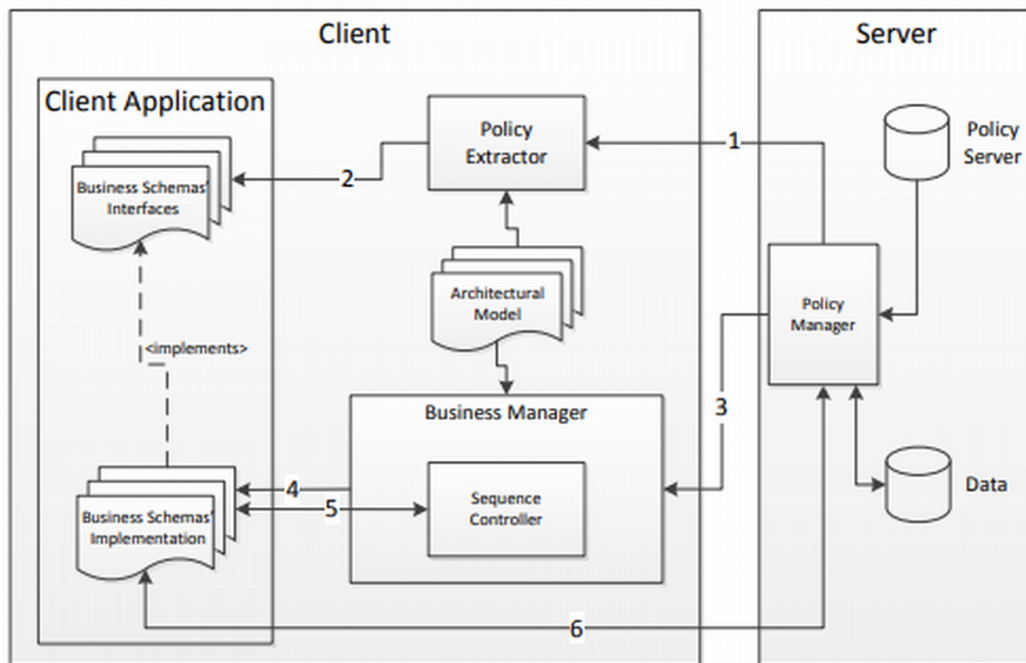 Client
Server
Client Application
Policy
Extractor
1
Policy
Server
2
Business Schemas'
Interfaces
Architectural
Model
Policy
Manager
<implements>
3
Business Manager
4
5
Sequence
Controller
Data
Business Schemas'
Implementation
6